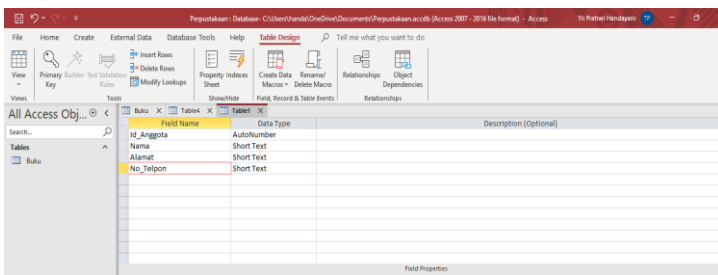 Perpustakaan : Database- C:\Users\handa\OneDrive\Documents\Perpustakaan.accdb (Access 2007 - 2016 file format) - Access
Tri Pratiwi Handayani TP
File Home Create External Data Database Tools Help Table Design Tell me what you want to do
View
Primary Key
Builder
Test Validation Rules
Insert Rows
Delete Rows
Modify Lookups
Property Sheet
Indexes
Create Data Macros
Rename/ Delete Macro
Relationships
Object Dependencies
Views Tools Show/Hide Field, Record & Table Events Relationships
All Access Obj...
Search...
Tables
Buku
Buku Table4 Table1
Field Name Data Type Description (Optional)
Id_Anggota AutoNumber
Nama Short Text
Alamat Short Text
No_Telpon Short Text
Field Properties